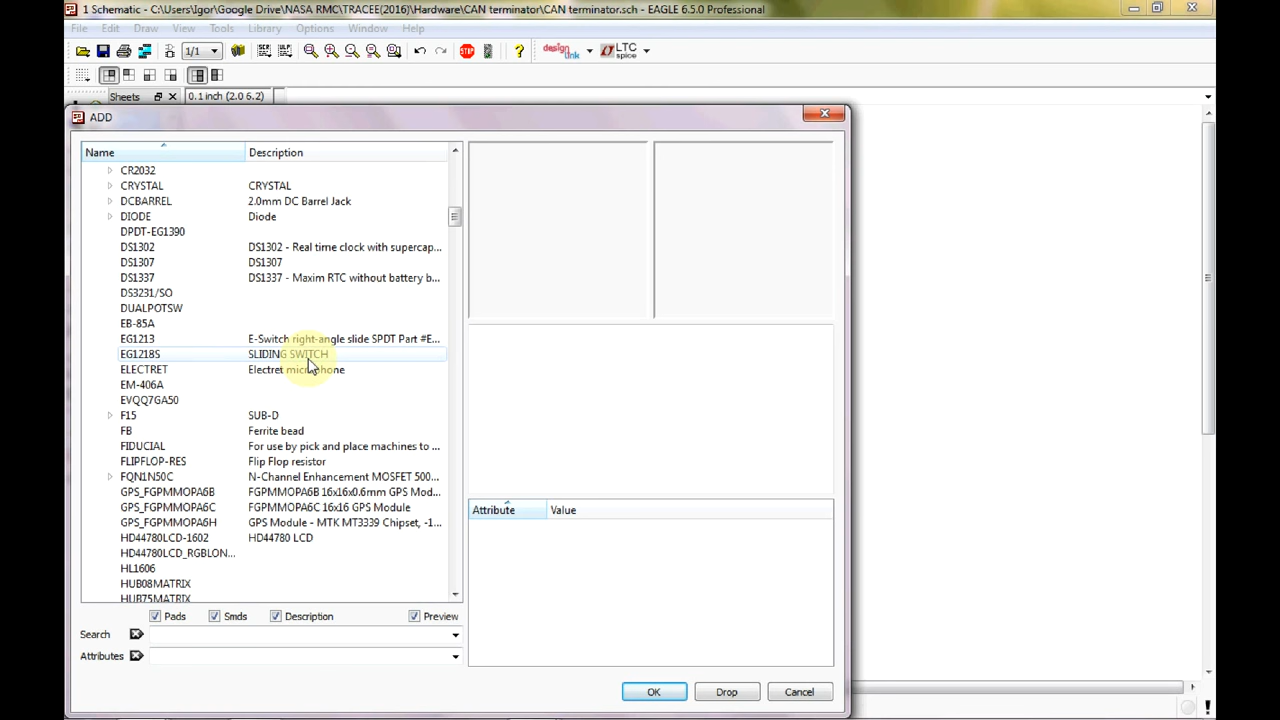 1 Schematic - C:\Users\Igor\Google Drive\NASA RMC\TRACEE(2016)\Hardware\CAN terminator\CAN terminator.sch - EAGLE 6.5.0 Professional
File Edit Draw View Tools Library Options Window Help
1/1 design link LTC spice
Sheets 0.1 inch (2.0 6.2)
ADD
Name Description
CR2032
CRYSTAL CRYSTAL
DCBARREL 2.0mm DC Barrel Jack
DIODE Diode
DPDT-EG1390
DS1302 DS1302 - Real time clock with supercap...
DS1307 DS1307
DS1337 DS1337 - Maxim RTC without battery b...
DS3231/SO
DUALPOTSW
EB-85A
EG1213 E-Switch right-angle slide SPDT Part #E...
EG1218S SLIDING SWITCH
ELECTRET Electret microphone
EM-406A
EVQQ7GA50
F15 SUB-D
FB Ferrite bead
FIDUCIAL For use by pick and place machines to ...
FLIPFLOP-RES Flip Flop resistor
FQN1N50C N-Channel Enhancement MOSFET 500...
GPS_FGPMMOPA6B FGPMMOPA6B 16x16x0.6mm GPS Mod...
GPS_FGPMMOPA6C FGPMMOPA6C 16x16 GPS Module
GPS_FGPMMOPA6H GPS Module - MTK MT3339 Chipset, -1...
HD44780LCD-1602 HD44780 LCD
HD44780LCD_RGBLON...
HL1606
HUB08MATRIX
HUB75MATRIX
Pads Smds Description Preview
Search
Attributes
Attribute Value
OK Drop Cancel